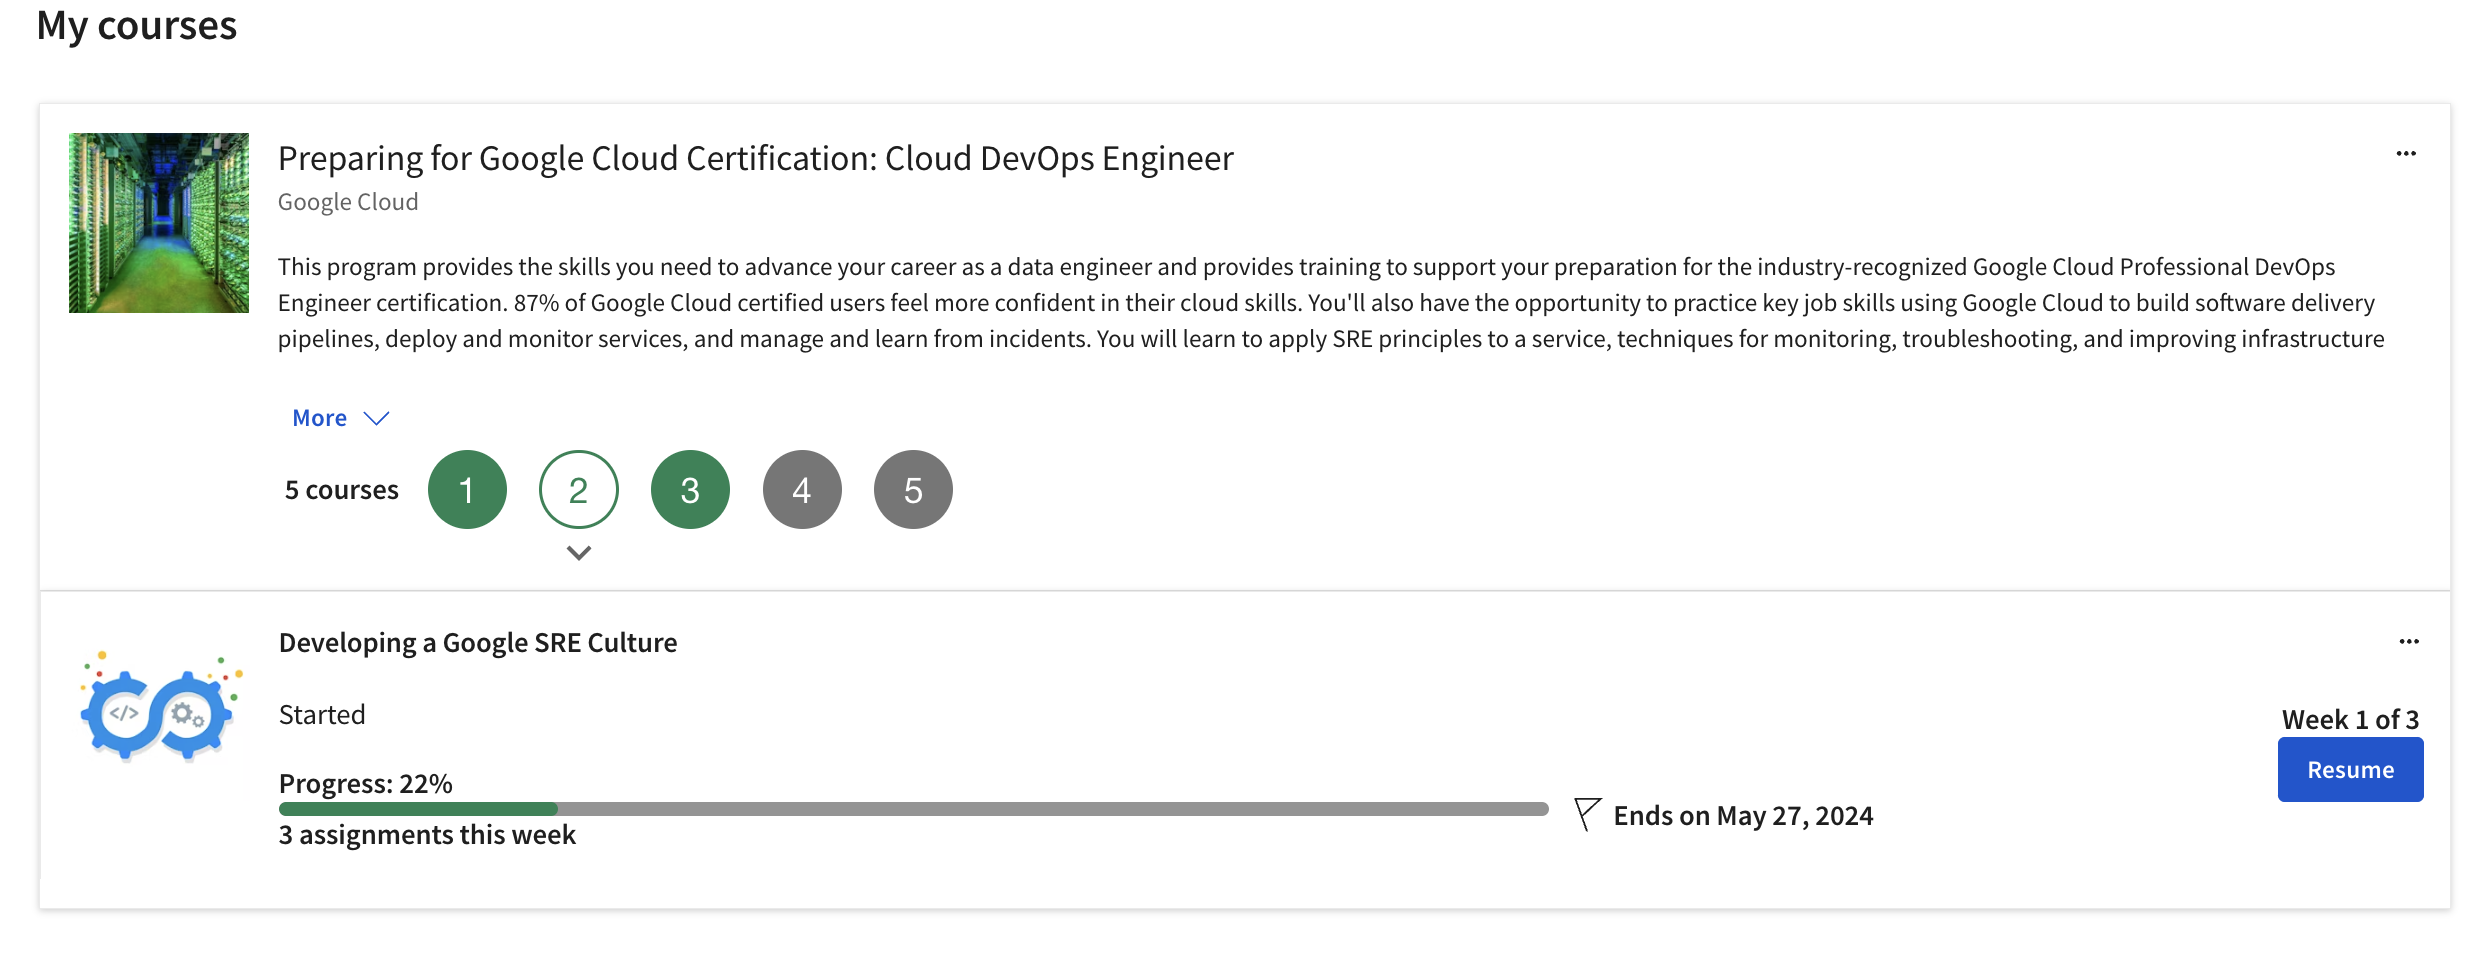 My courses
Preparing for Google Cloud Certification: Cloud DevOps Engineer
Google Cloud
This program provides the skills you need to advance your career as a data engineer and provides training to support your preparation for the industry-recognized Google Cloud Professional DevOps
Engineer certification. 87% of Google Cloud certified users feel more confident in their cloud skills. You'll also have the opportunity to practice key job skills using Google Cloud to build software delivery
pipelines, deploy and monitor services, and manage and learn from incidents. You will learn to apply SRE principles to a service, techniques for monitoring, troubleshooting, and improving infrastructure
More
5 courses 1 2 3 4 5
Developing a Google SRE Culture
Started
Week 1 of 3
Resume
Progress: 22%
Ends on May 27, 2024
3 assignments this week